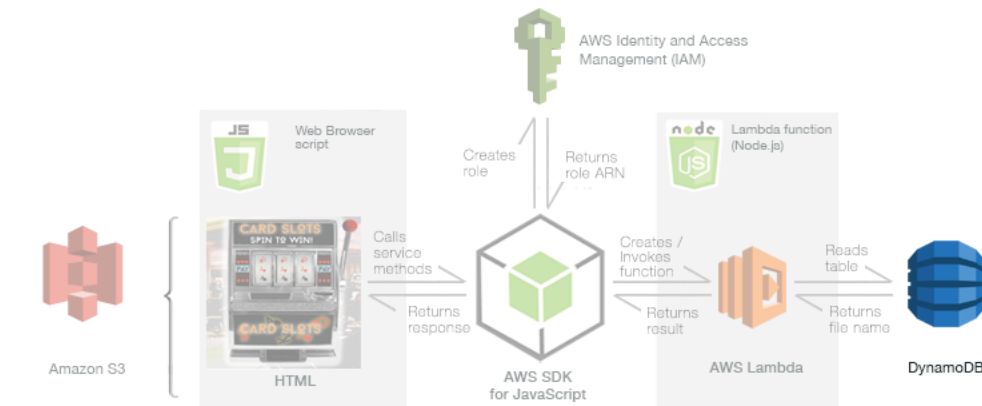 AWS Identity and Access
Management (IAM)
JS
Web Browser
script
Creates
role
Returns
role ARN
node
JS
Lambda function
(Node.js)
CARD SLOTS
SPIN TO WIN!
Calls
service
methods
Returns
response
Creates /
Invokes
function
Returns
result
Reads
table
Returns
file name
CARD SLOTS
Amazon S3
HTML
AWS SDK
for JavaScript
AWS Lambda
DynamoDB